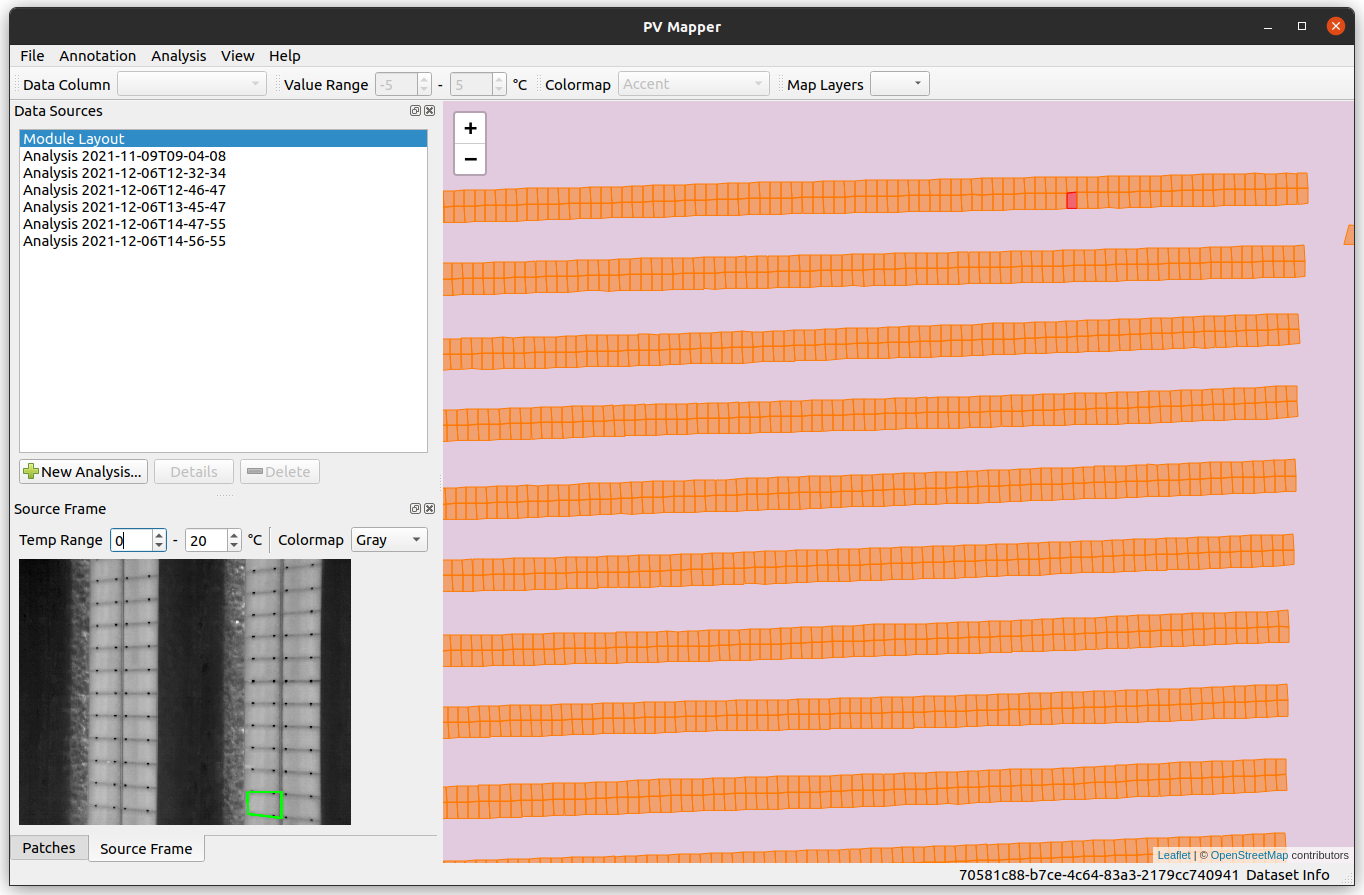 PV Mapper
File Annotation Analysis View Help
Data Column Value Range -5 - 5 °C Colormap Accent Map Layers
Data Sources
Module Layout
Analysis 2021-11-09T09-04-08
Analysis 2021-12-06T12-32-34
Analysis 2021-12-06T12-46-47
Analysis 2021-12-06T13-45-47
Analysis 2021-12-06T14-47-55
Analysis 2021-12-06T14-56-55
New Analysis... Details Delete
Source Frame
Temp Range 0 - 20 °C Colormap Gray
Patches Source Frame
+
−
Leaflet | © OpenStreetMap contributors
70581c88-b7ce-4c64-83a3-2179cc740941 Dataset Info